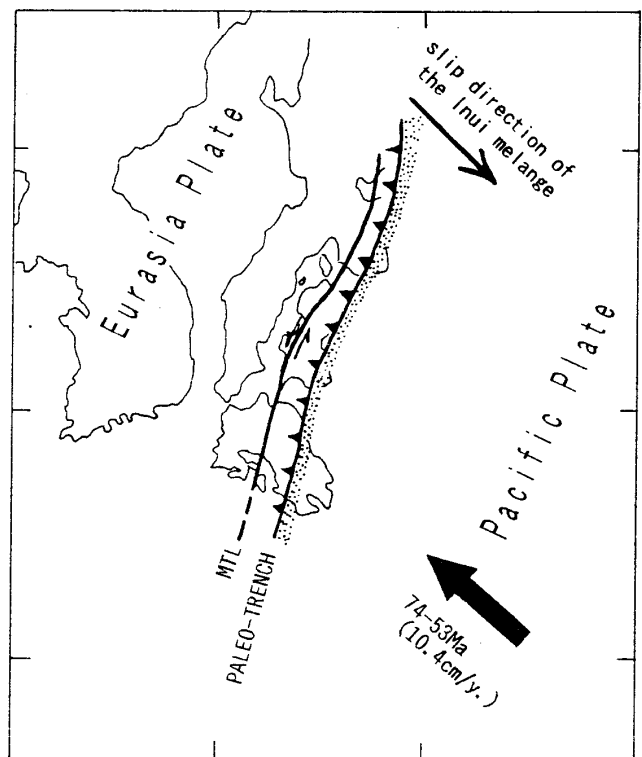 slip direction of
the Inui melange
Eurasia Plate
Pacific Plate
MTL
PALEO-TRENCH
74-53Ma
(10.4cm/y.)